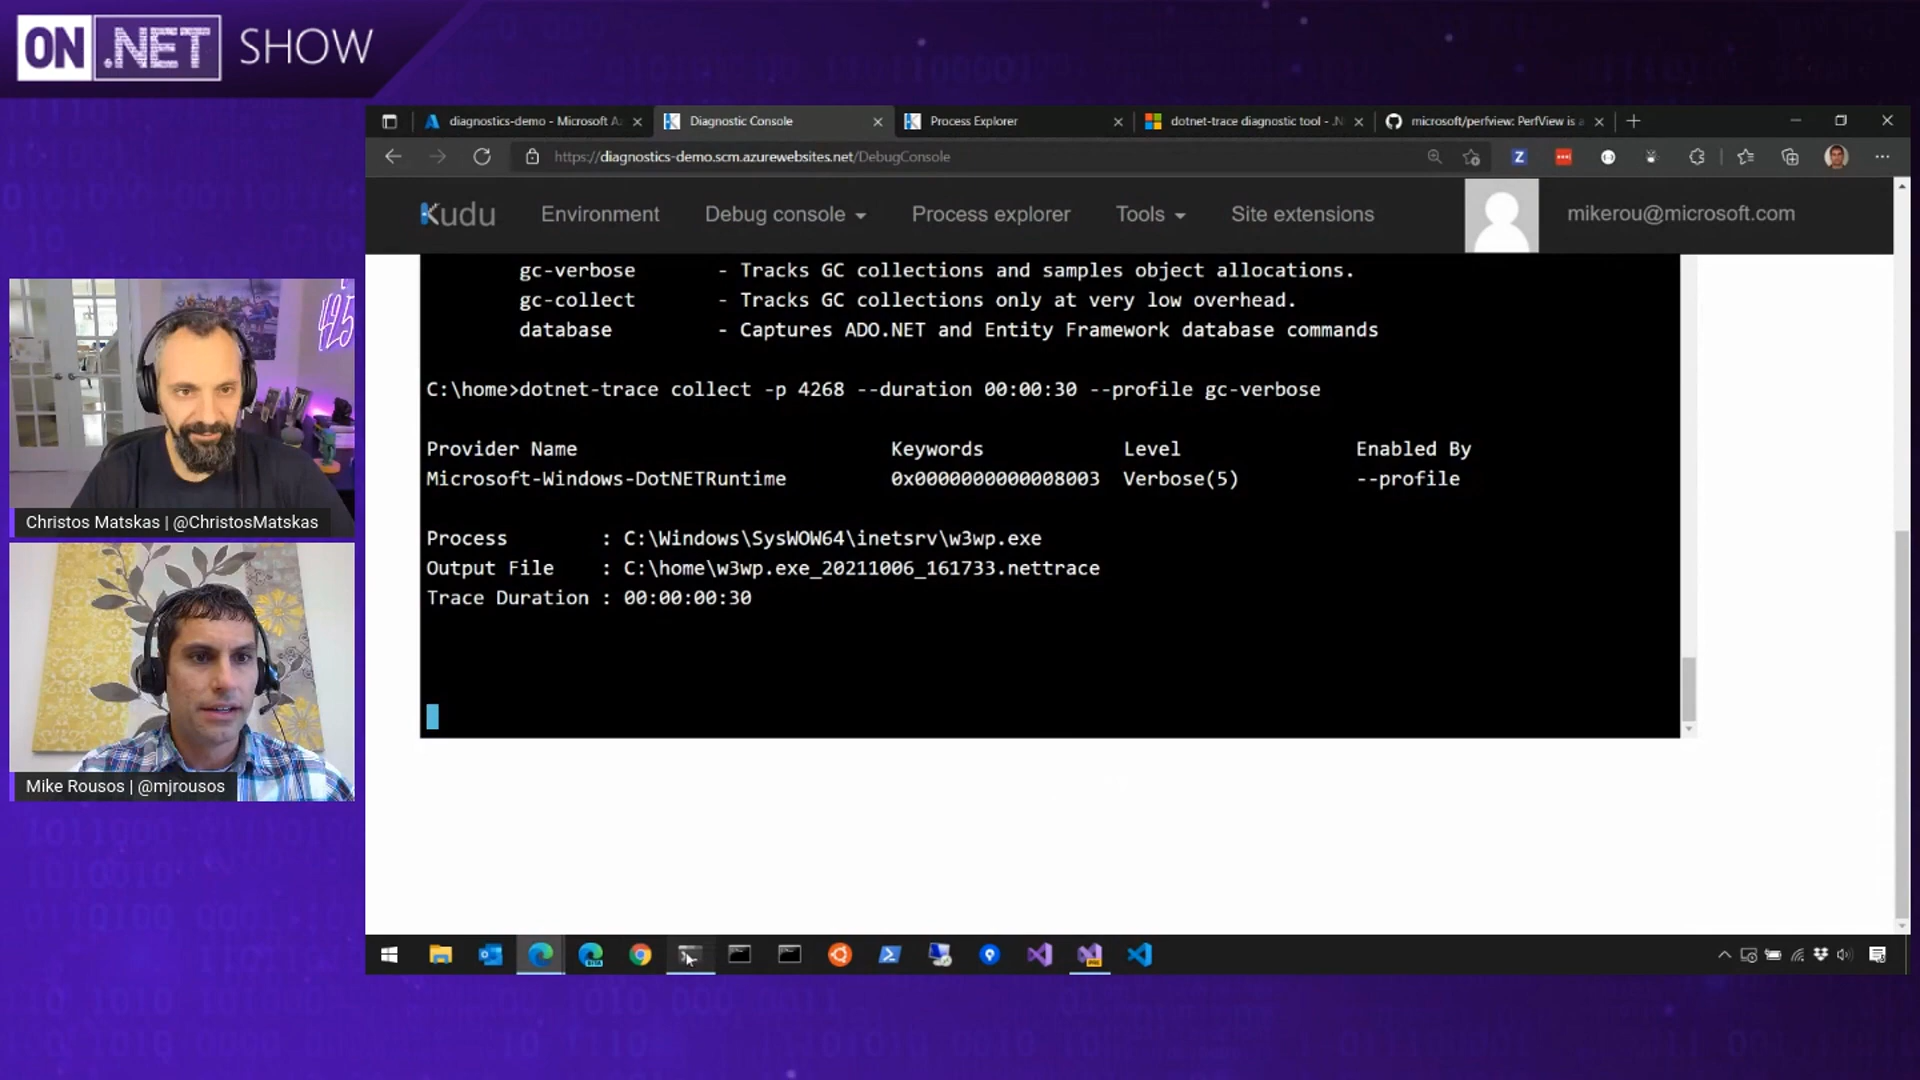 ON .NET SHOW
diagnostics-demo - Microsoft A
Diagnostic Console
Process Explorer
dotnet-trace diagnostic tool - .N
microsoft/perfview: PerfView is a
https://diagnostics-demo.scm.azurewebsites.net/DebugConsole
Kudu
Environment
Debug console
Process explorer
Tools
Site extensions
mikerou@microsoft.com
gc-verbose - Tracks GC collections and samples object allocations.
gc-collect - Tracks GC collections only at very low overhead.
database - Captures ADO.NET and Entity Framework database commands
C:\home>dotnet-trace collect -p 4268 --duration 00:00:30 --profile gc-verbose
Provider Name Keywords Level Enabled By
Microsoft-Windows-DotNETRuntime 0x0000000000008003 Verbose(5) --profile
Process : C:\Windows\SysWOW64\inetsrv\w3wp.exe
Output File : C:\home\w3wp.exe_20211006_161733.nettrace
Trace Duration : 00:00:00:30
425
Christos Matskas | @ChristosMatskas
Mike Rousos | @mjrousos